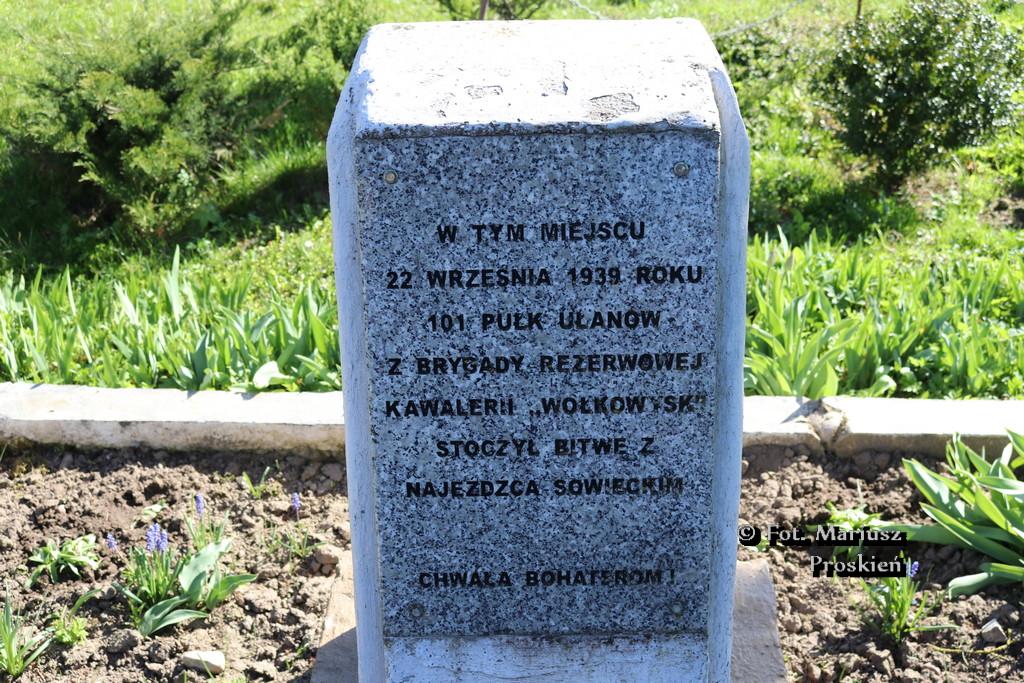 W TYM MIEJSCU
22 WRZEŚNIA 1939 ROKU
101 PUŁK UŁANÓW
Z BRYGADY REZERWOWEJ
KAWALERII „WOŁKOWYSK”
STOCZYŁ BITWĘ Z
NAJEŹDŹCĄ SOWIECKIM
CHWAŁA BOHATEROM!
© Fot. Mariusz
Proskień